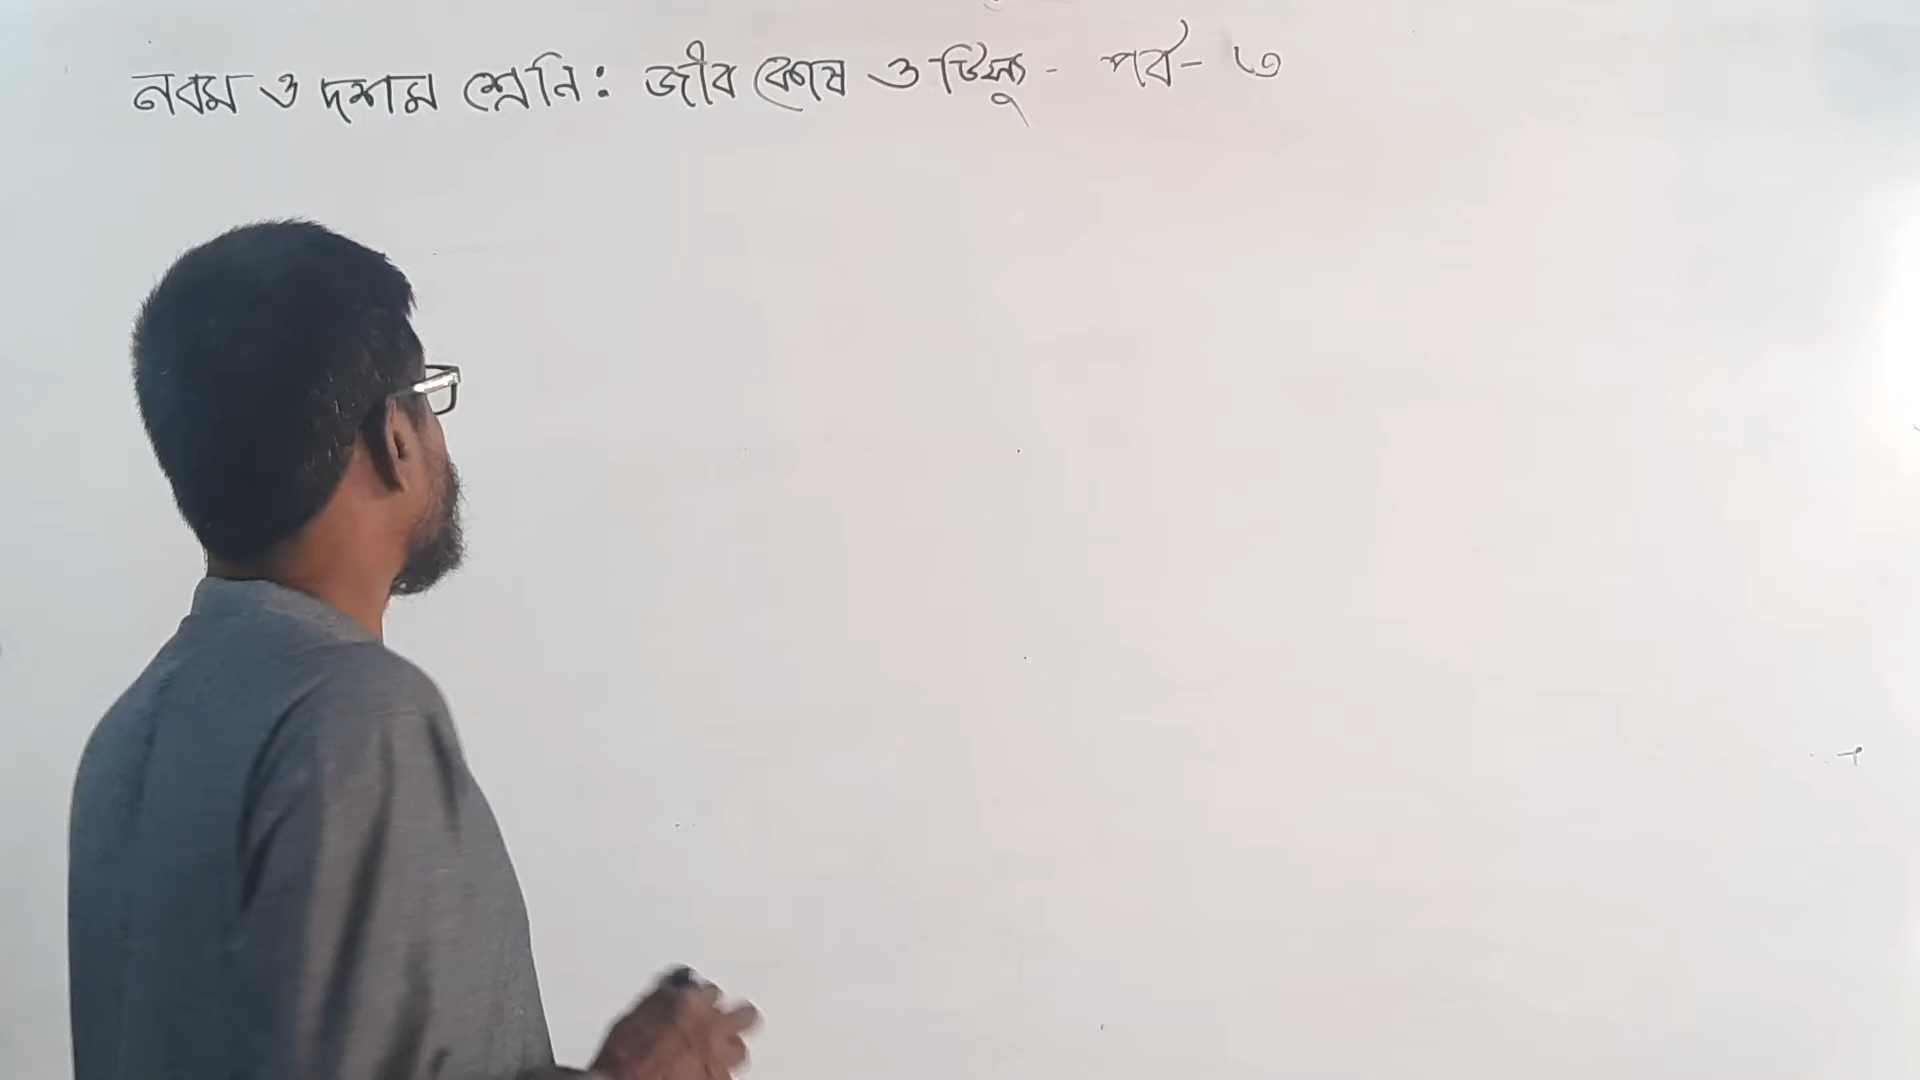 নবম ও দশম শ্রেনি: জীব কোষ ও টিস্যু - পর্ব- ৩